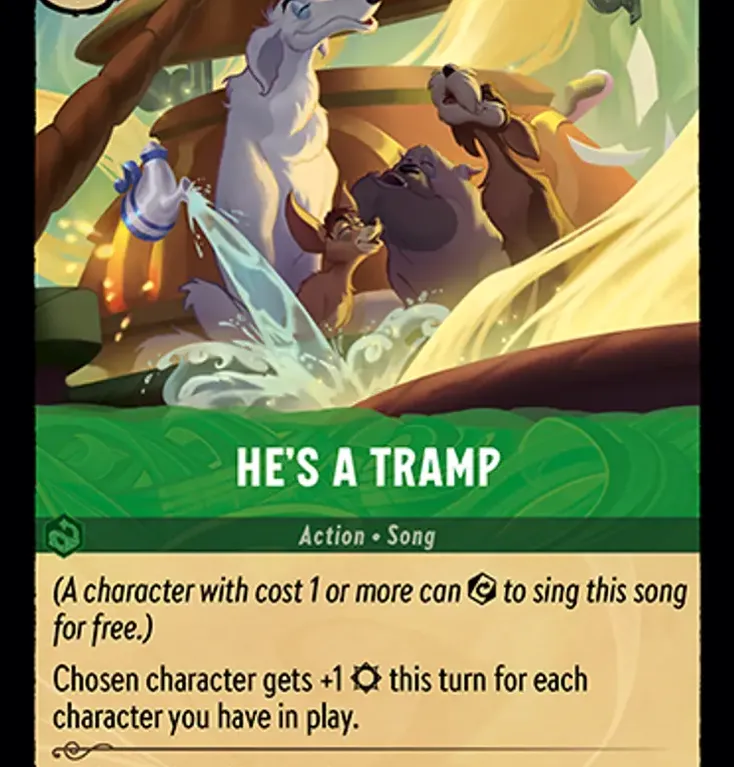 HE'S A TRAMP
Action • Song
(A character with cost 1 or more can to sing this song
for free.)
Chosen character gets +1 this turn for each
character you have in play.